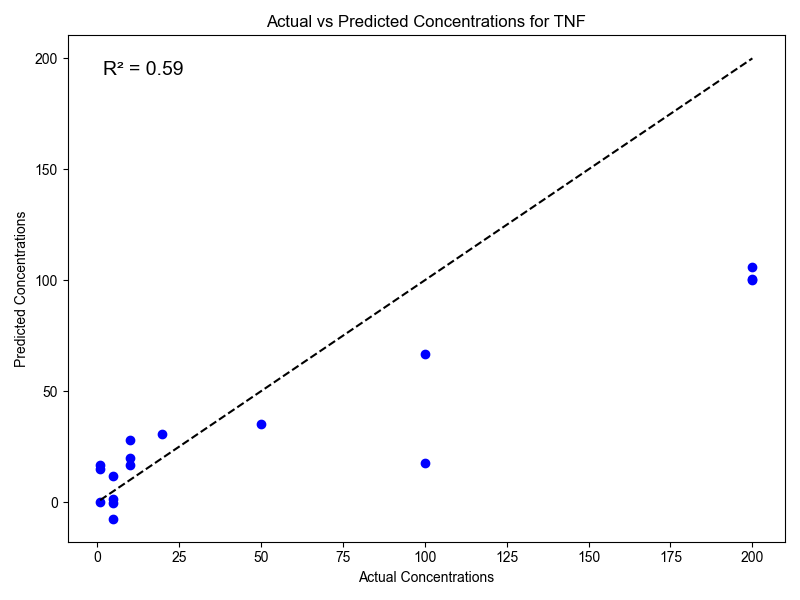 Actual vs Predicted Concentrations for TNF
R² = 0.59
200
150
100
50
0
Predicted Concentrations
0 25 50 75 100 125 150 175 200
Actual Concentrations